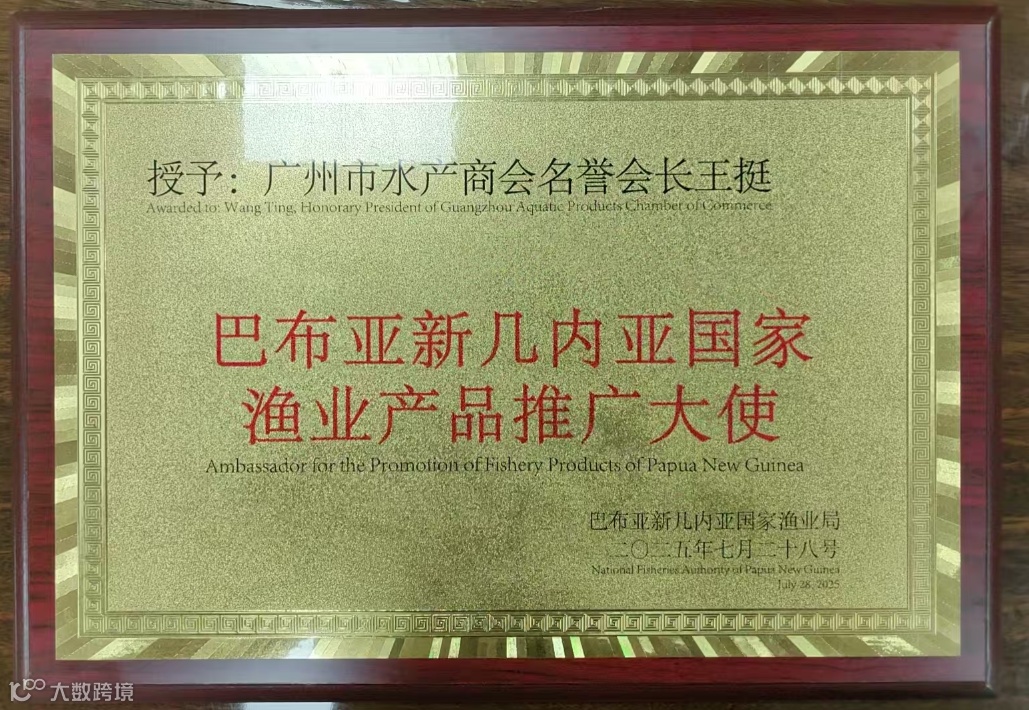 授予：广州市水产商会名誉会长王挺
Awarded to: Wang Ting, Honorary President of Guangzhou Aquatic Products Chamber of Commerce
巴布亚新几内亚国家
渔业产品推广大使
Ambassador for the Promotion of Fishery Products of Papua New Guinea
巴布亚新几内亚国家渔业局
二〇二五年七月二十八号
National Fisheries Authority of Papua New Guinea
July 28, 2025
大数跨境